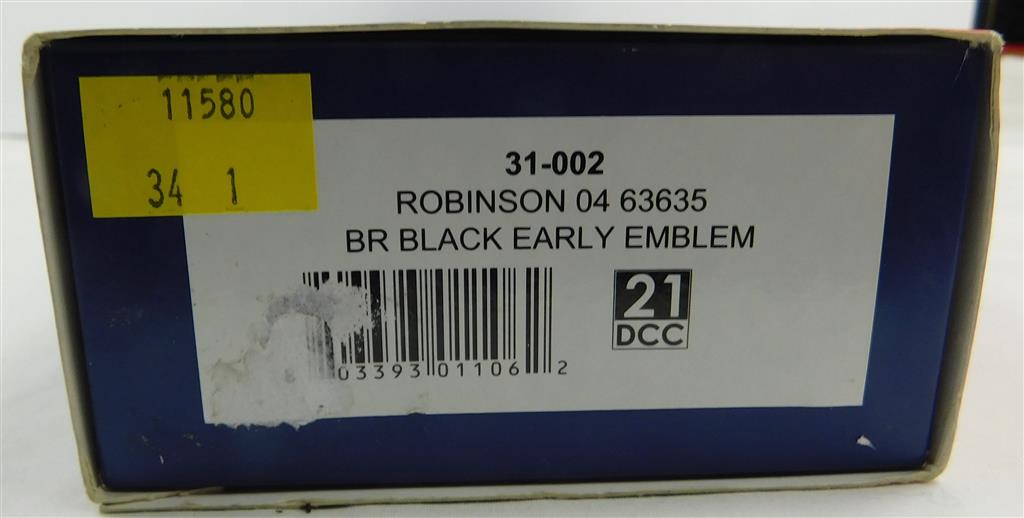 11580
34 1
31-002
ROBINSON 04 63635
BR BLACK EARLY EMBLEM
21
DCC
03393 01106 2